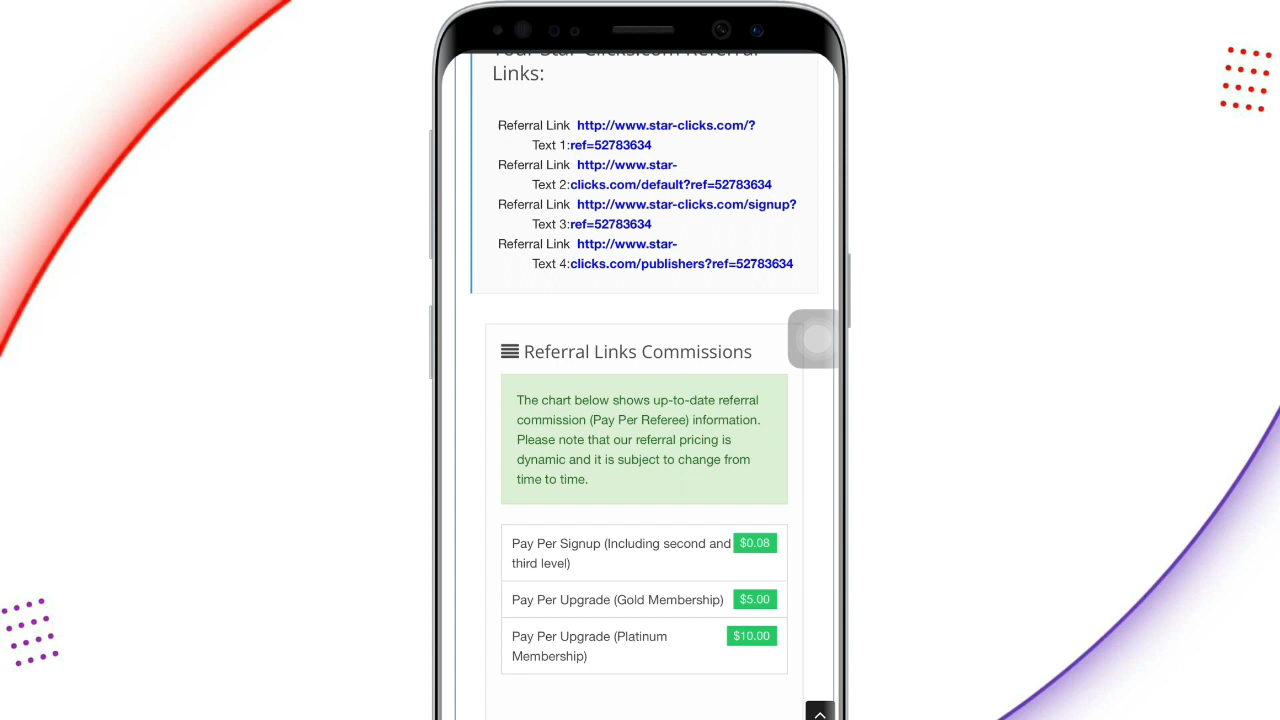 Your Star-Clicks.com Referral
Links:
Referral Link http://www.star-clicks.com/?
Text 1:ref=52783634
Referral Link http://www.star-
Text 2:clicks.com/default?ref=52783634
Referral Link http://www.star-clicks.com/signup?
Text 3:ref=52783634
Referral Link http://www.star-
Text 4:clicks.com/publishers?ref=52783634
Referral Links Commissions
The chart below shows up-to-date referral
commission (Pay Per Referee) information.
Please note that our referral pricing is
dynamic and it is subject to change from
time to time.
Pay Per Signup (Including second and $0.08
third level)
Pay Per Upgrade (Gold Membership) $5.00
Pay Per Upgrade (Platinum $10.00
Membership)